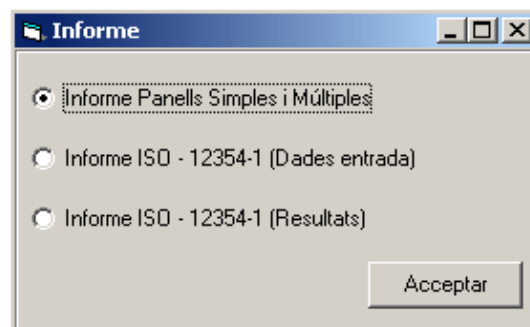 Informe
Informe Panells Simples i Múltiples
Informe ISO - 12354-1 (Dades entrada)
Informe ISO - 12354-1 (Resultats)
Acceptar